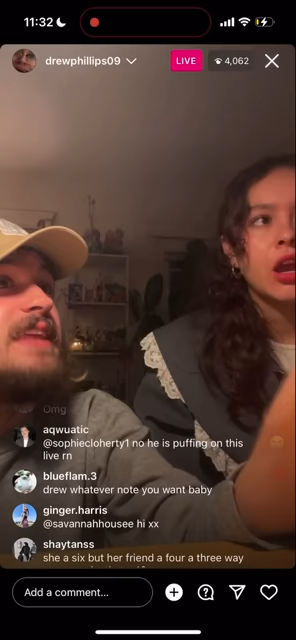 11:32
drewphillips09
LIVE
4,062
Omg
aqwuatic
@sophiecloherty1 no he is puffing on this
live rn
blueflam.3
drew whatever note you want baby
ginger.harris
@savannahhousee hi xx
shaytanss
she a six but her friend a four a three way
Add a comment...